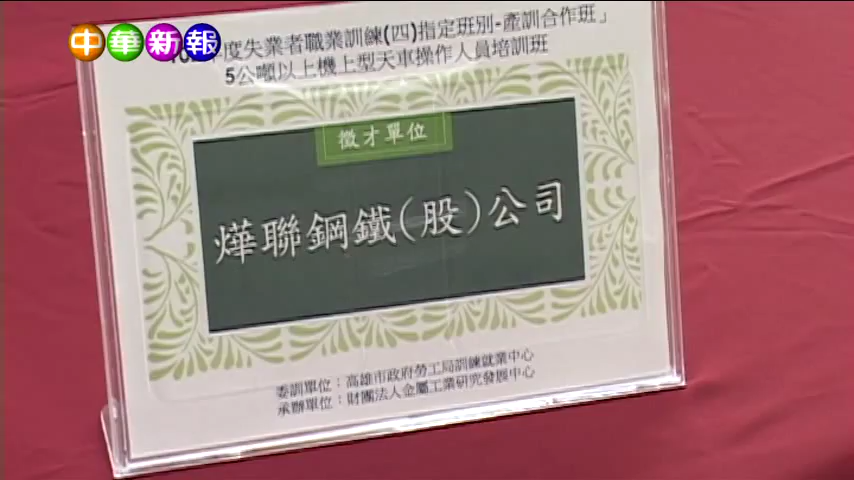 中華新報
年度失業者職業訓練(四)指定班別-產訓合作班」
5公噸以上機上型天車操作人員培訓班
徵才單位
燁聯鋼鐵(股)公司
委訓單位：高雄市政府勞工局訓練就業中心
承辦單位：財團法人金屬工業研究發展中心